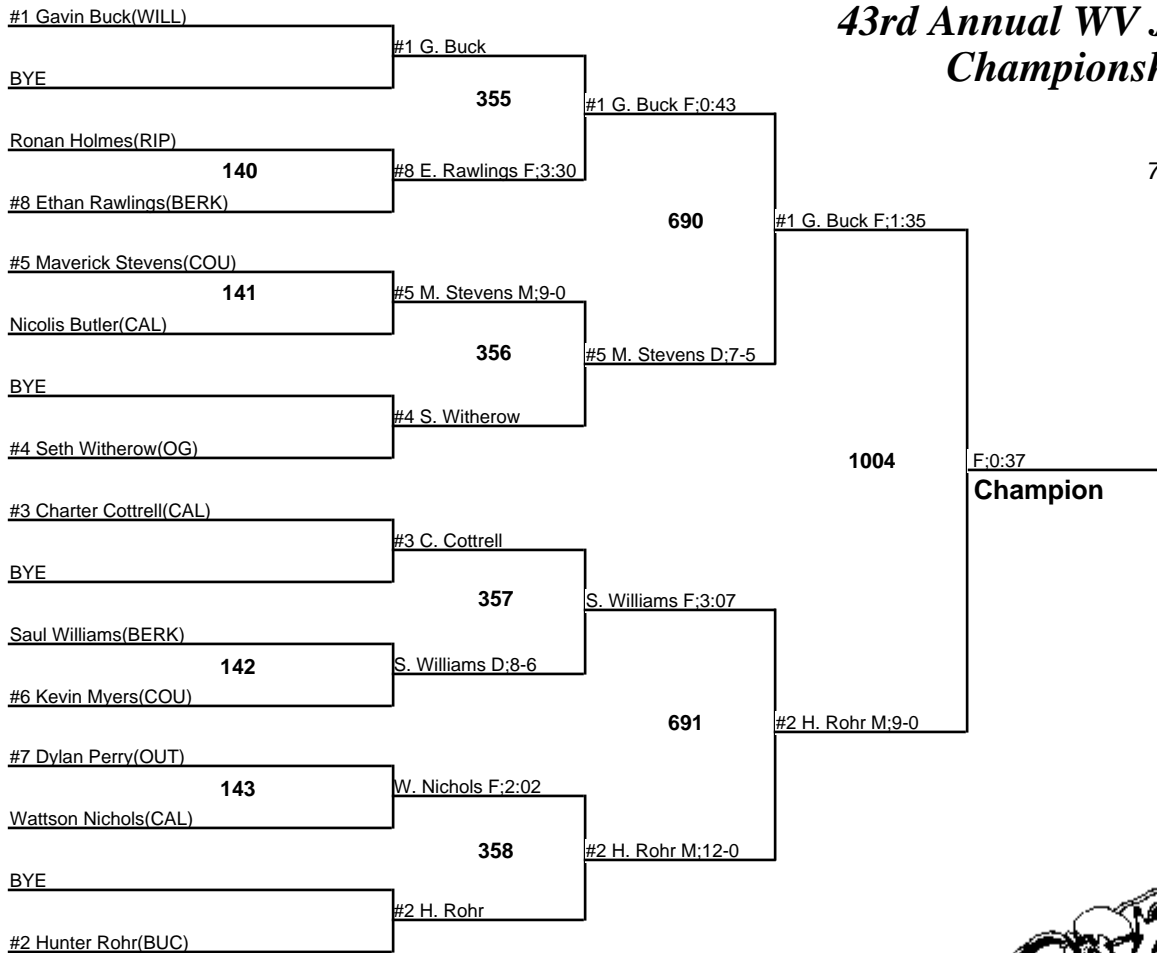 #1 Gavin Buck(WILL)
43rd Annual WV
Championsh
#1 G. Buck
BYE
355
#1 G. Buck F;0:43
Ronan Holmes(RIP)
140
#8 E. Rawlings F;3:30
7
#8 Ethan Rawlings(BERK)
690
#1 G. Buck F;1:35
#5 Maverick Stevens(COU)
141
#5 M. Stevens M;9-0
Nicolis Butler(CAL)
356
#5 M. Stevens D;7-5
BYE
#4 S. Witherow
#4 Seth Witherow(OG)
1004
F;0:37
Champion
#3 Charter Cottrell(CAL)
#3 C. Cottrell
BYE
357
S. Williams F;3:07
Saul Williams(BERK)
142
S. Williams D;8-6
#6 Kevin Myers(COU)
691
#2 H. Rohr M;9-0
#7 Dylan Perry(OUT)
143
W. Nichols F;2:02
Wattson Nichols(CAL)
358
#2 H. Rohr M;12-0
BYE
#2 H. Rohr
#2 Hunter Rohr(BUC)